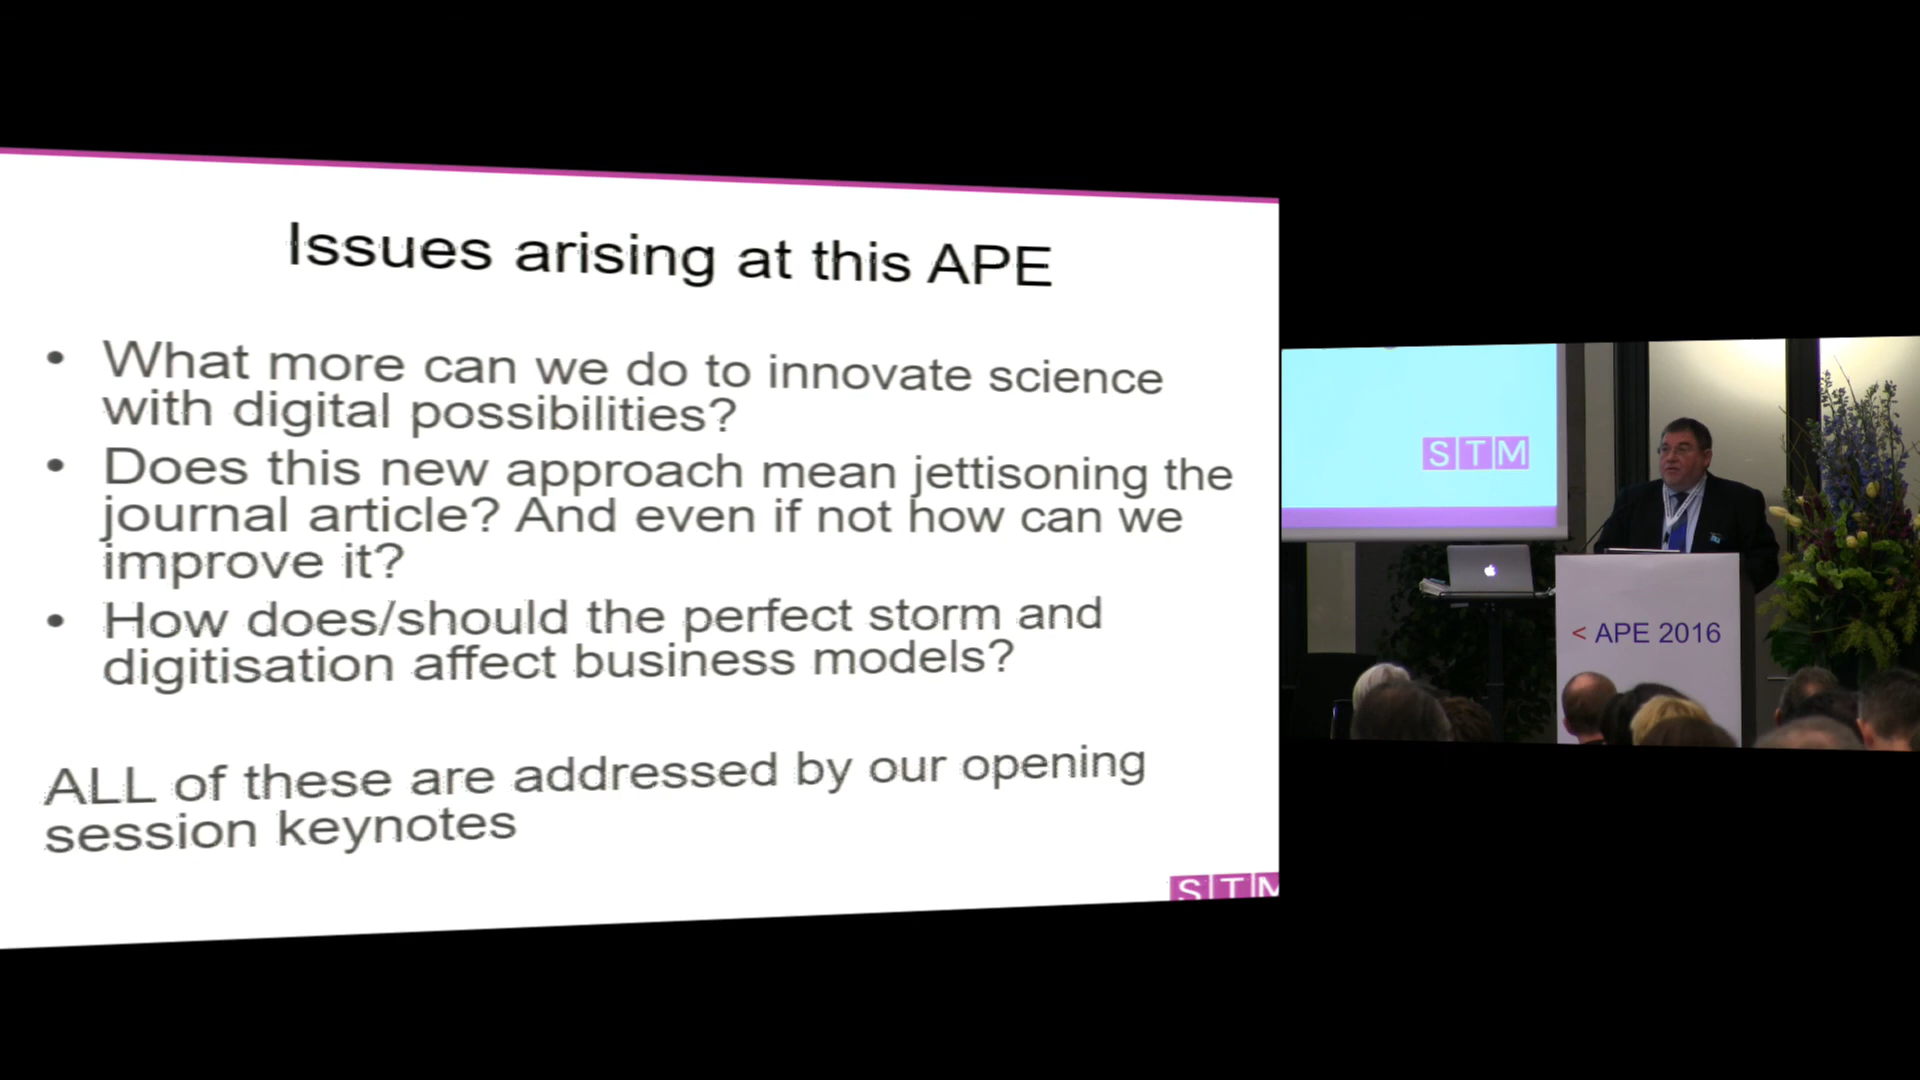 Issues arising at this APE
• What more can we do to innovate science
with digital possibilities?
• Does this new approach mean jettisoning the
journal article? And even if not how can we
improve it?
• How does/should the perfect storm and
digitisation affect business models?
ALL of these are addressed by our opening
session keynotes
STM
STM
< APE 2016